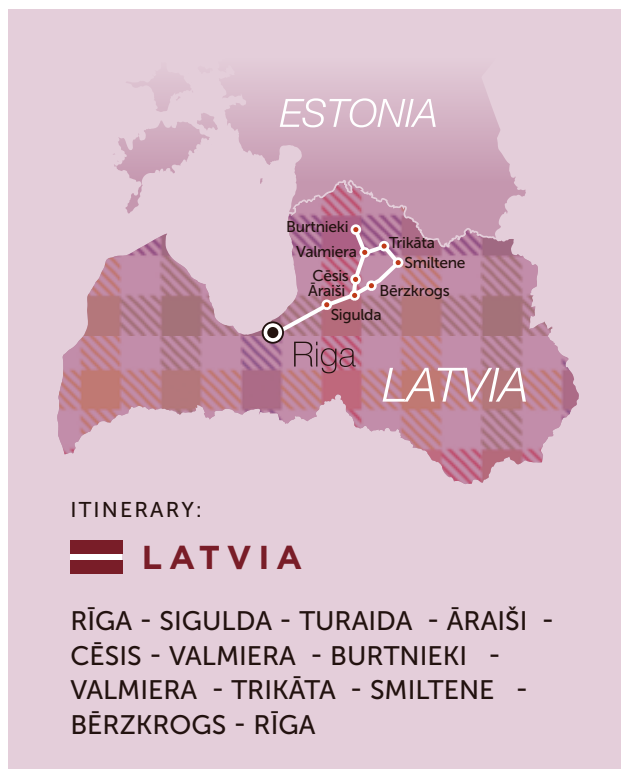 ESTONIA
Burtnieki
Trikāta
Valmiera
Smiltene
Cēsis
Āraiši
Bērzkrogs
Sigulda
Riga
LATVIA
ITINERARY:
LATVIA
RĪGA - SIGULDA - TURAIDA - ĀRAIŠI -
CĒSIS - VALMIERA - BURTNIEKI -
VALMIERA - TRIKĀTA - SMILTENE -
BĒRZKROGS - RĪGA